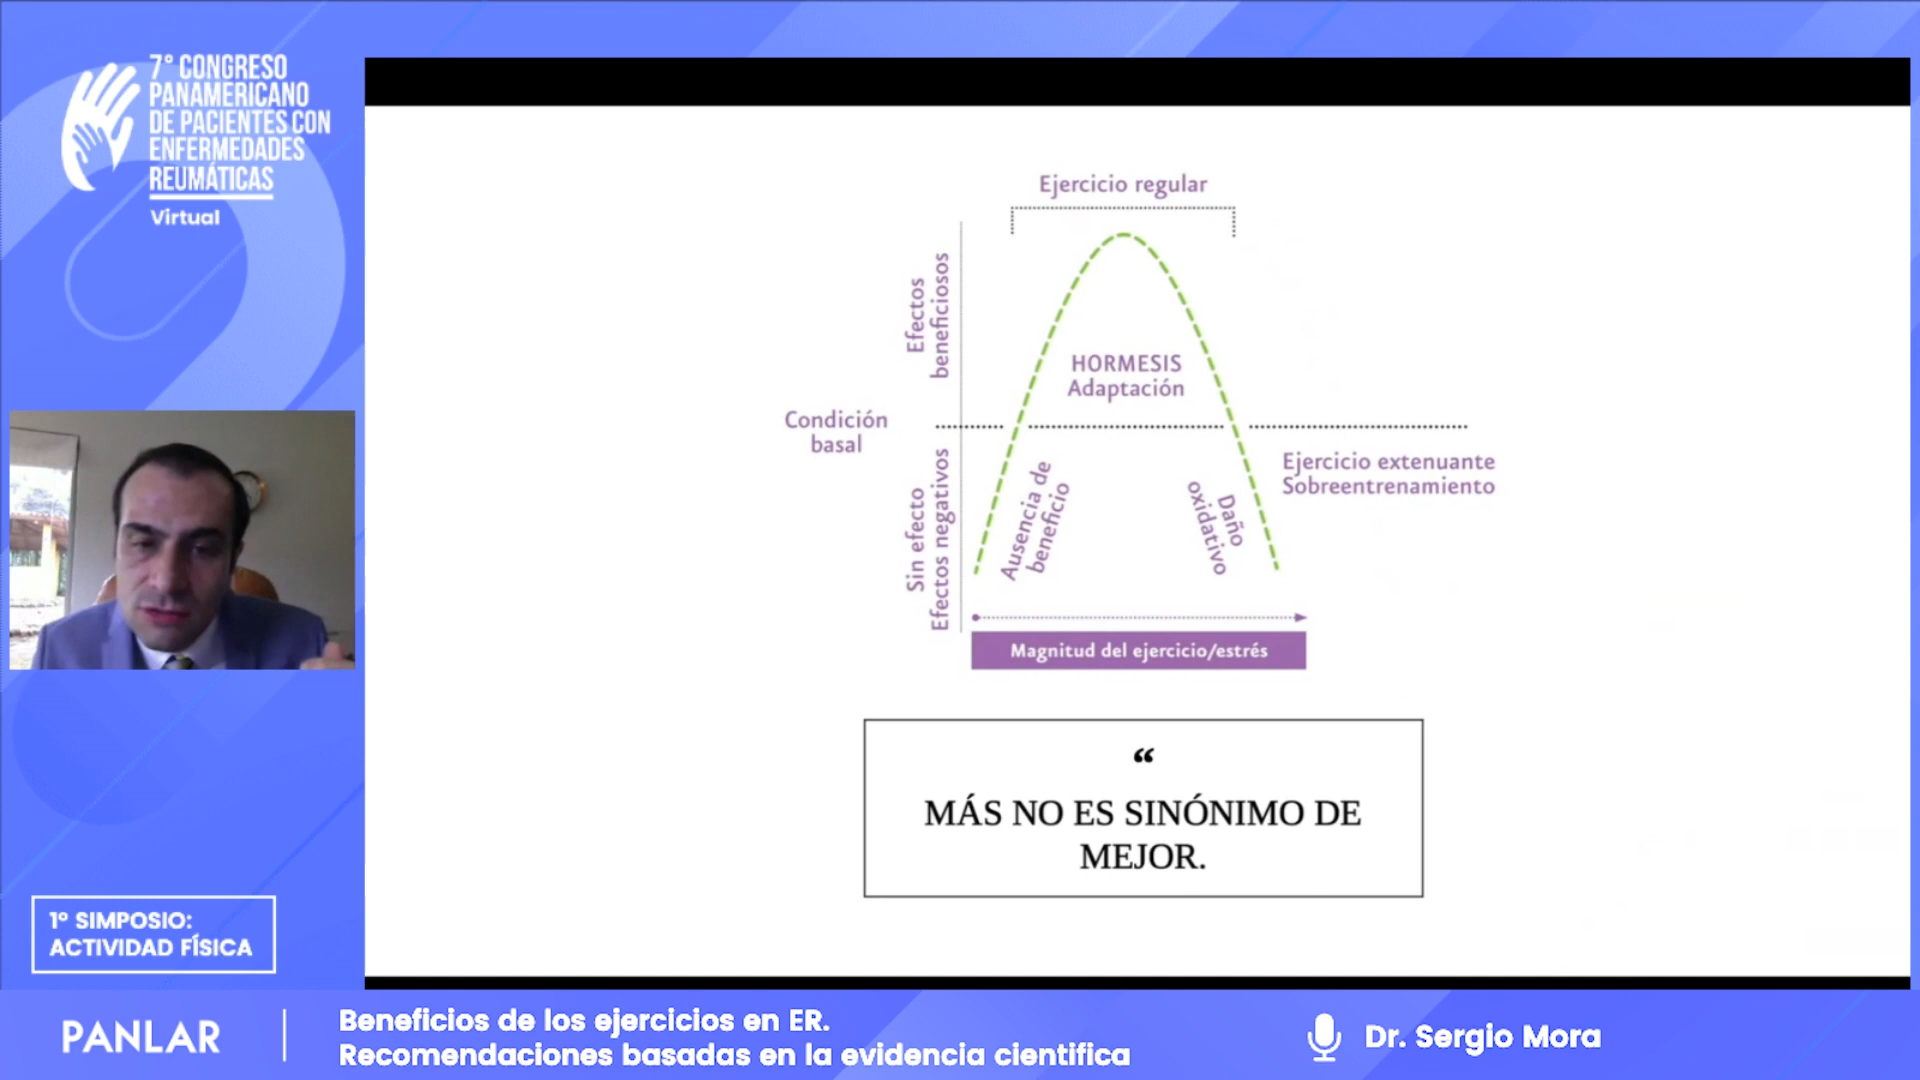 7° CONGRESO
PANAMERICANO
DE PACIENTES CON
ENFERMEDADES
REUMÁTICAS
Virtual
Ejercicio regular
Efectos
beneficiosos
HORMESIS
Adaptación
Condición
basal
Sin efecto
Efectos negativos
Ausencia de
beneficio
Daño
oxidativo
Ejercicio extenuante
Sobreentrenamiento
Magnitud del ejercicio/estrés
“
MÁS NO ES SINÓNIMO DE
MEJOR.
1° SIMPOSIO:
ACTIVIDAD FÍSICA
PANLAR
Beneficios de los ejercicios en ER.
Recomendaciones basadas en la evidencia cientifica
Dr. Sergio Mora